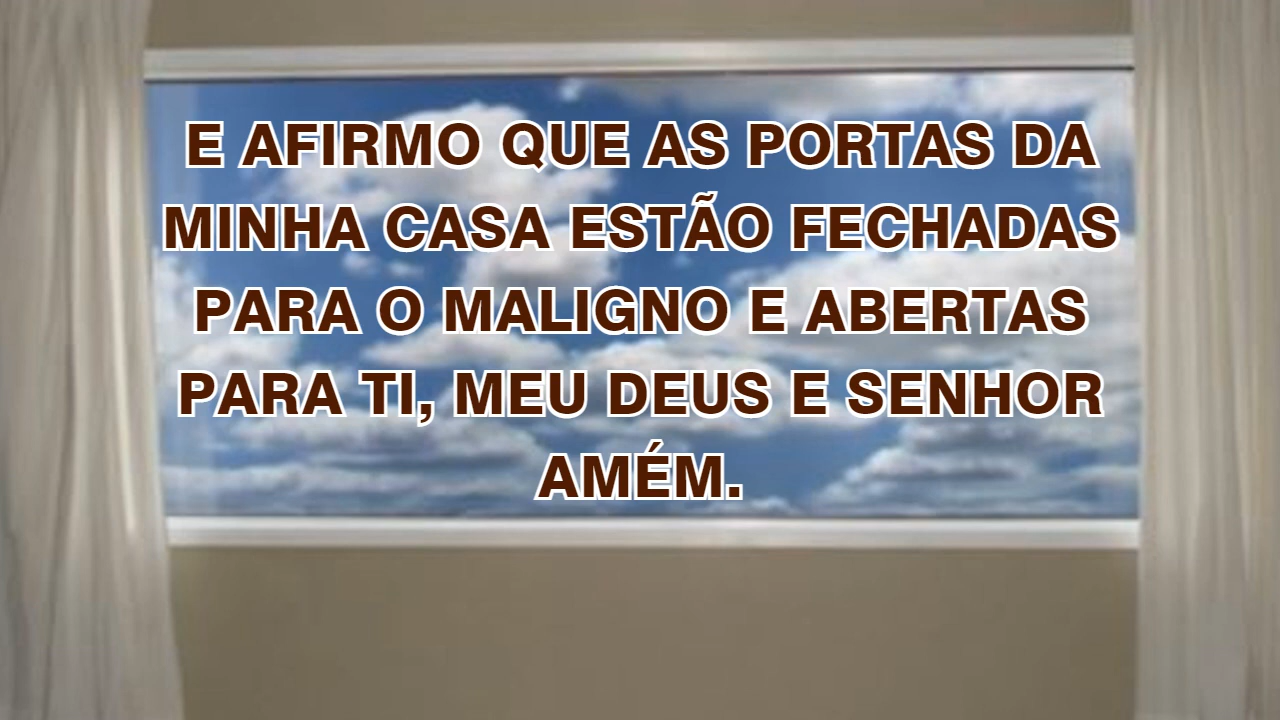 E AFIRMO QUE AS PORTAS DA
MINHA CASA ESTÃO FECHADAS
PARA O MALIGNO E ABERTAS
PARA TI, MEU DEUS E SENHOR
AMÉM.